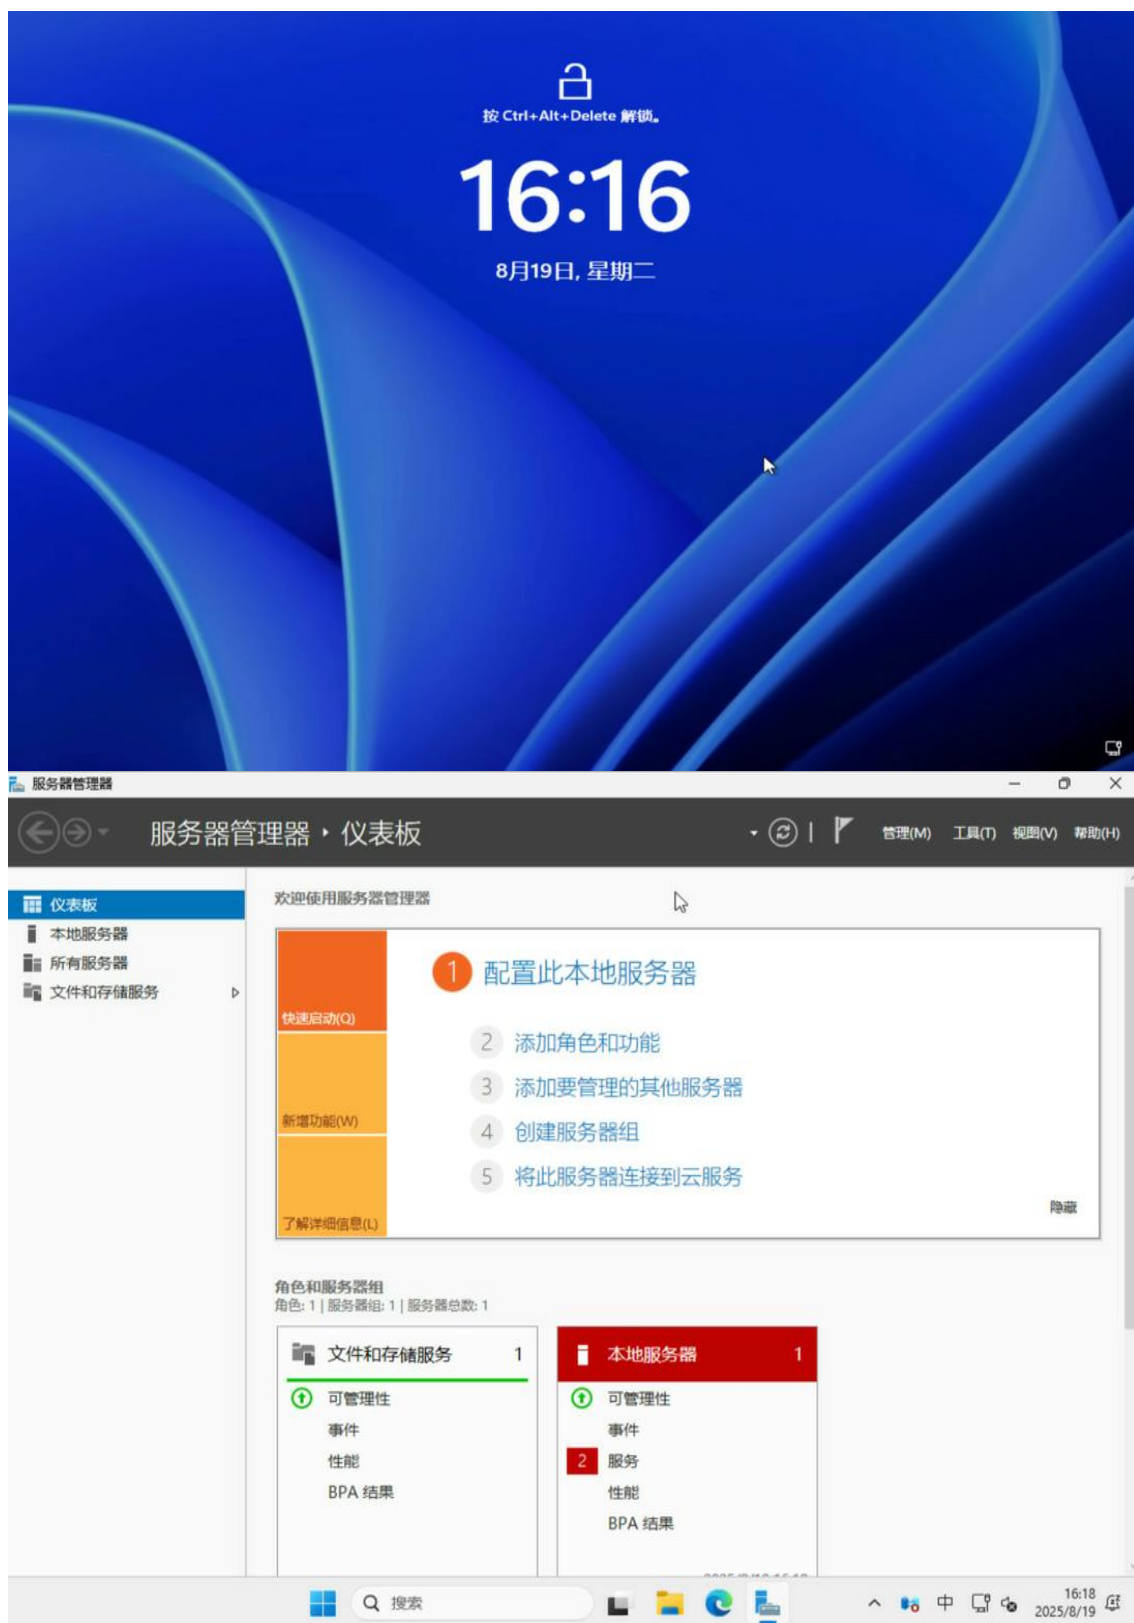 按 Ctrl+Alt+Delete 解锁。
16:16
8月19日, 星期二
服务器管理器
服务器管理器 ‣ 仪表板
管理(M) 工具(T) 视图(V) 帮助(H)
仪表板
本地服务器
所有服务器
文件和存储服务
欢迎使用服务器管理器
快速启动(Q)
新增功能(W)
了解详细信息(L)
1 配置此本地服务器
2 添加角色和功能
3 添加要管理的其他服务器
4 创建服务器组
5 将此服务器连接到云服务
隐藏
角色和服务器组
角色: 1 | 服务器组: 1 | 服务器总数: 1
文件和存储服务 1
可管理性
事件
性能
BPA 结果
本地服务器 1
可管理性
事件
2 服务
性能
BPA 结果
搜索
中
16:18
2025/8/19